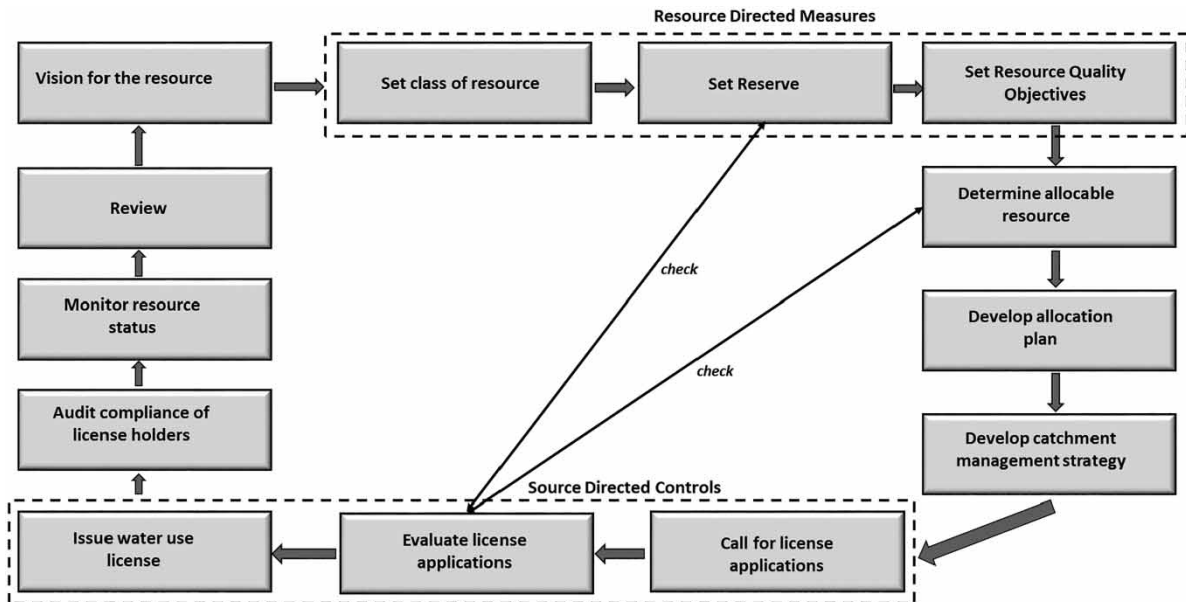 Resource Directed Measures
Vision for the resource
Set class of resource
Set Reserve
Set Resource Quality
Objectives
Review
Determine allocable
resource
check
Monitor resource
status
Develop allocation
plan
check
Audit compliance of
license holders
Develop catchment
management strategy
Source Directed Controls
Issue water use
license
Evaluate license
applications
Call for license
applications